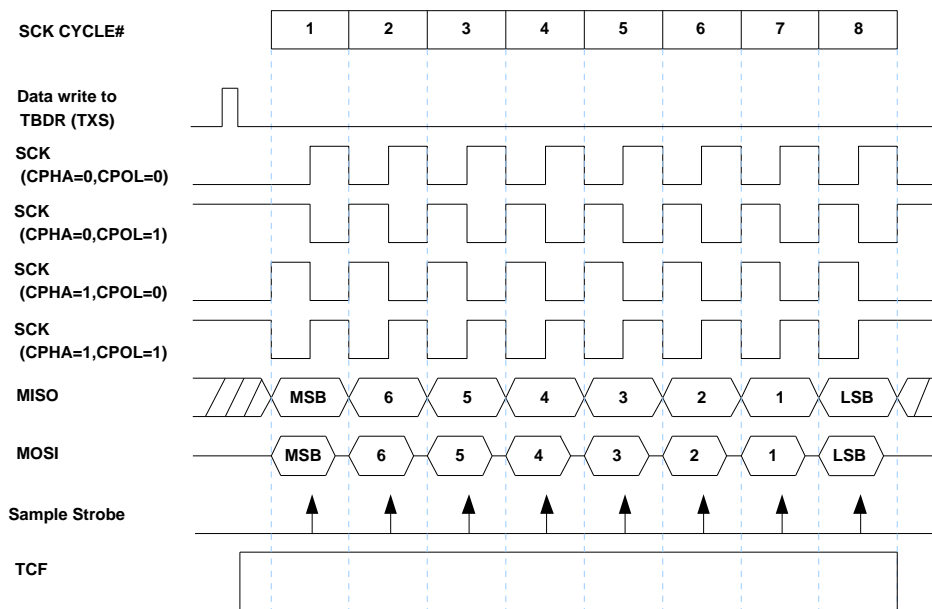 SCK CYCLE# 1 2 3 4 5 6 7 8
Data write to
TBDR (TXS)
SCK
(CPHA=0,CPOL=0)
SCK
(CPHA=0,CPOL=1)
SCK
(CPHA=1,CPOL=0)
SCK
(CPHA=1,CPOL=1)
MISO MSB 6 5 4 3 2 1 LSB
MOSI MSB 6 5 4 3 2 1 LSB
Sample Strobe
TCF